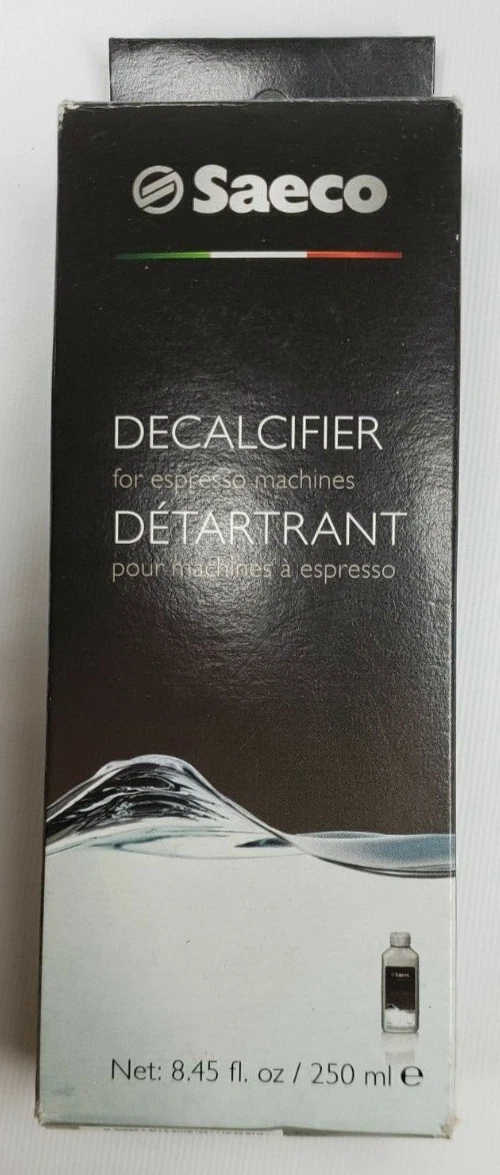 Saeco
DECALCIFIER
for espresso machines
DÉTARTRANT
pour machines à espresso
Net: 8.45 fl. oz / 250 ml ℮